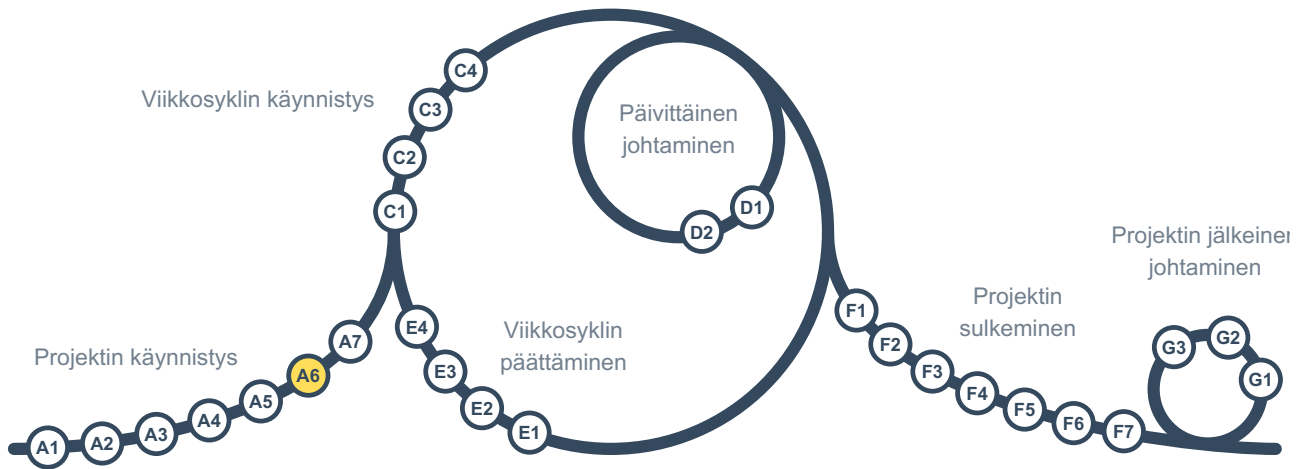 Viikkosyklin käynnistys
C4
C3
C2
C1
Päivittäinen
johtaminen
D1
D2
Projektin jälkeinen
johtaminen
G3
G2
G1
Projektin
sulkeminen
F1
F2
F3
F4
F5
F6
F7
Viikkosyklin
päättäminen
E4
E3
E2
E1
Projektin käynnistys
A1
A2
A3
A4
A5
A6
A7